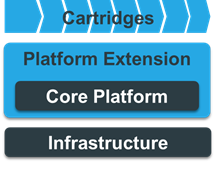 Cartridges
Platform Extension
Core Platform
Infrastructure